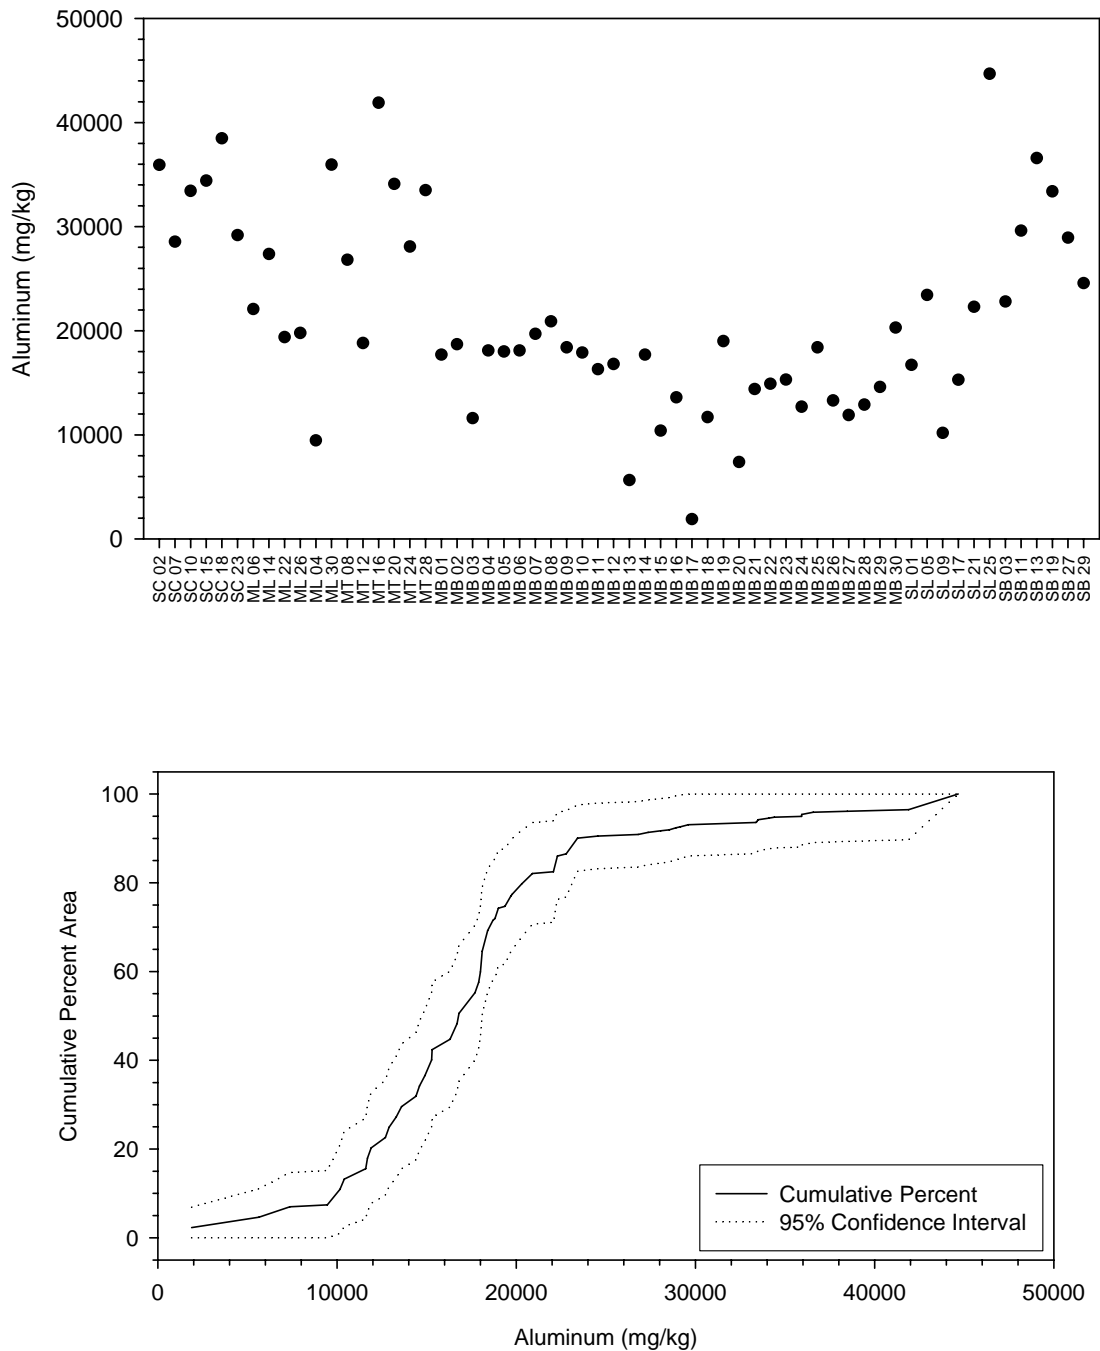 50000
40000
30000
20000
10000
0
Aluminum (mg/kg)
SC 02
SC 07
SC 10
SC 15
SC 18
SC 23
ML 06
ML 14
ML 22
ML 26
ML 04
ML 30
MT 08
MT 12
MT 16
MT 20
MT 24
MT 28
MB 01
MB 02
MB 03
MB 04
MB 05
MB 06
MB 07
MB 08
MB 09
MB 10
MB 11
MB 12
MB 13
MB 14
MB 15
MB 16
MB 17
MB 18
MB 19
MB 20
MB 21
MB 22
MB 23
MB 24
MB 25
MB 26
MB 27
MB 28
MB 29
MB 30
SL 01
SL 05
SL 09
SL 17
SL 21
SL 25
SB 03
SB 11
SB 13
SB 19
SB 27
SB 29
100
80
60
40
20
0
Cumulative Percent Area
Cumulative Percent
95% Confidence Interval
0 10000 20000 30000 40000 50000
Aluminum (mg/kg)